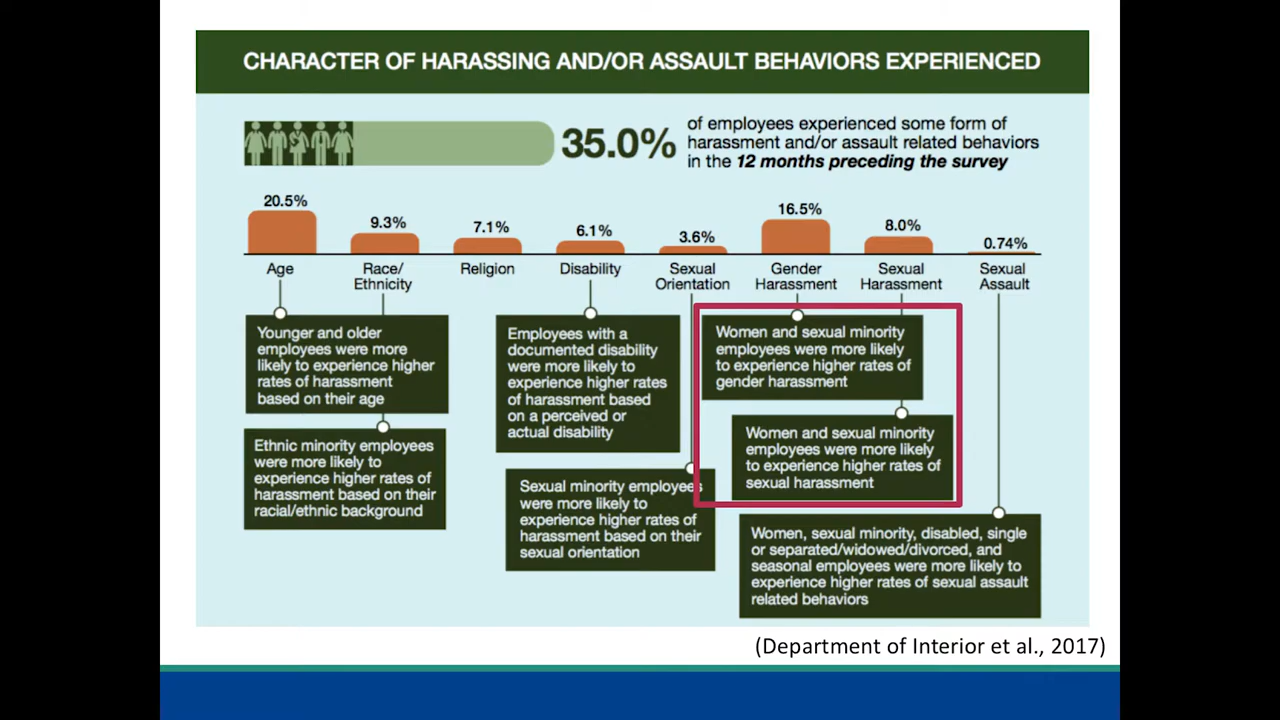 CHARACTER OF HARASSING AND/OR ASSAULT BEHAVIORS EXPERIENCED
35.0%
of employees experienced some form of
harassment and/or assault related behaviors
in the 12 months preceding the survey
20.5%
9.3%
7.1%
6.1%
3.6%
16.5%
8.0%
0.74%
Age
Race/
Ethnicity
Religion
Disability
Sexual
Orientation
Gender
Harassment
Sexual
Harassment
Sexual
Assault
Younger and older
employees were more
likely to experience higher
rates of harassment
based on their age
Ethnic minority employees
were more likely to
experience higher rates of
harassment based on their
racial/ethnic background
Employees with a
documented disability
were more likely to
experience higher rates
of harassment based
on a perceived or
actual disability
Sexual minority employees
were more likely to
experience higher rates of
harassment based on their
sexual orientation
Women and sexual minority
employees were more likely
to experience higher rates of
gender harassment
Women and sexual minority
employees were more likely
to experience higher rates of
sexual harassment
Women, sexual minority, disabled, single
or separated/widowed/divorced, and
seasonal employees were more likely to
experience higher rates of sexual assault
related behaviors
(Department of Interior et al., 2017)